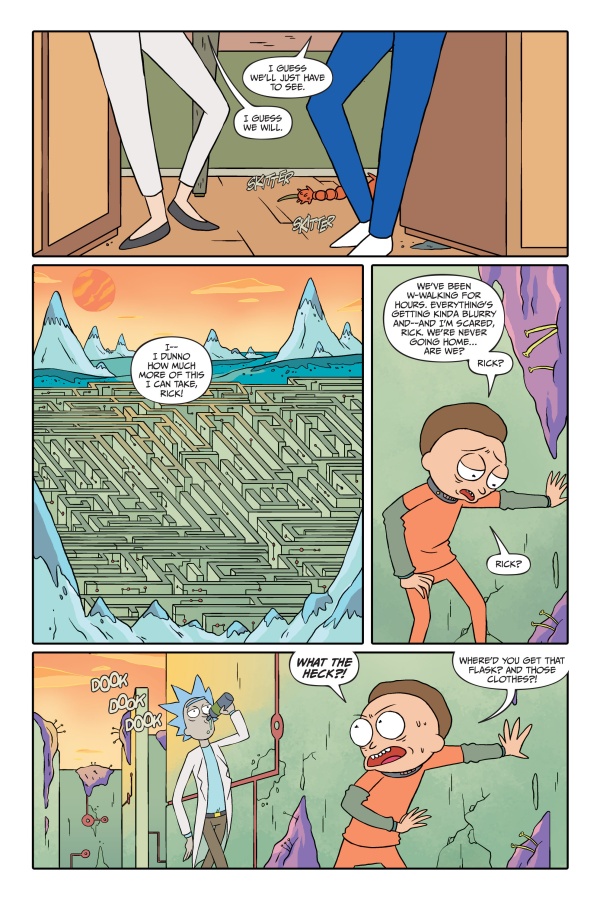 I GUESS
WE'LL JUST HAVE
TO SEE.
I GUESS
WE WILL.
SKITTER
SKITTER
I--
I DUNNO
HOW MUCH
MORE OF THIS
I CAN TAKE,
RICK!
WE'VE BEEN
W-WALKING FOR
HOURS. EVERYTHING'S
GETTING KINDA BLURRY
AND--AND I'M SCARED,
RICK. WE'RE NEVER
GOING HOME...
ARE WE?
RICK?
RICK?
DOOK
DOOK
DOOK
WHAT THE
HECK?!
WHERE'D YOU GET THAT
FLASK? AND THOSE
CLOTHES?!